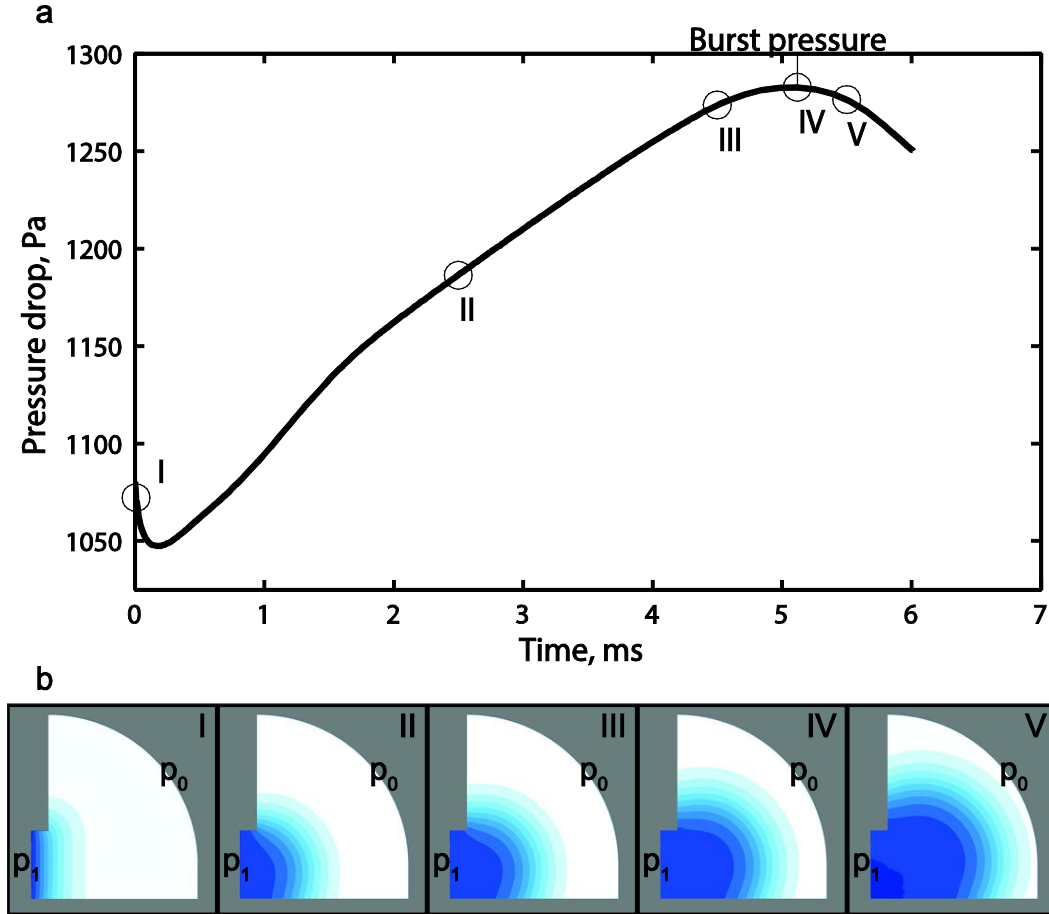 a
Burst pressure
1300
1250
1200
1150
1100
1050
Pressure drop, Pa
I
II
III
IV
V
0 1 2 3 4 5 6 7
Time, ms
b
I II III IV V
p0 p0 p0 p0 p0
p1 p1 p1 p1 p1